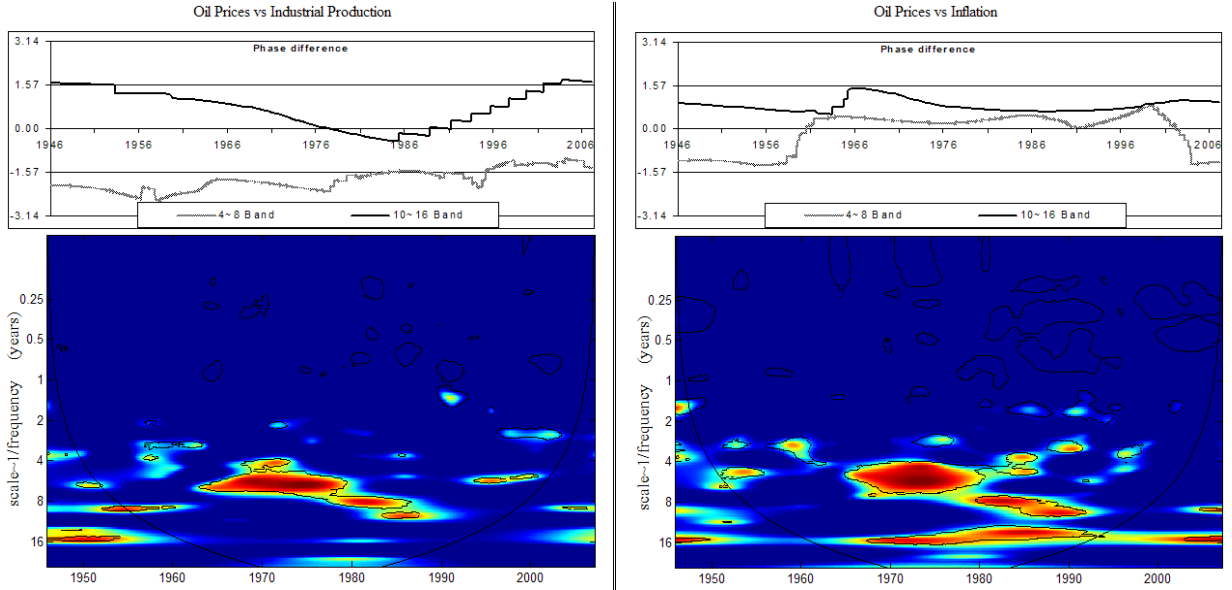 Oil Prices vs Industrial Production
Phase difference
3.14
1.57
0.00
-1.57
-3.14
1946 1956 1966 1976 1986 1996 2006
4~8 Band 10~16 Band
scale~1/frequency (years)
0.25
0.5
1
2
4
8
16
1950 1960 1970 1980 1990 2000
Oil Prices vs Inflation
Phase difference
3.14
1.57
0.00
-1.57
-3.14
1946 1956 1966 1976 1986 1996 2006
4~8 Band 10~16 Band
scale~1/frequency (years)
0.25
0.5
1
2
4
8
16
1950 1960 1970 1980 1990 2000